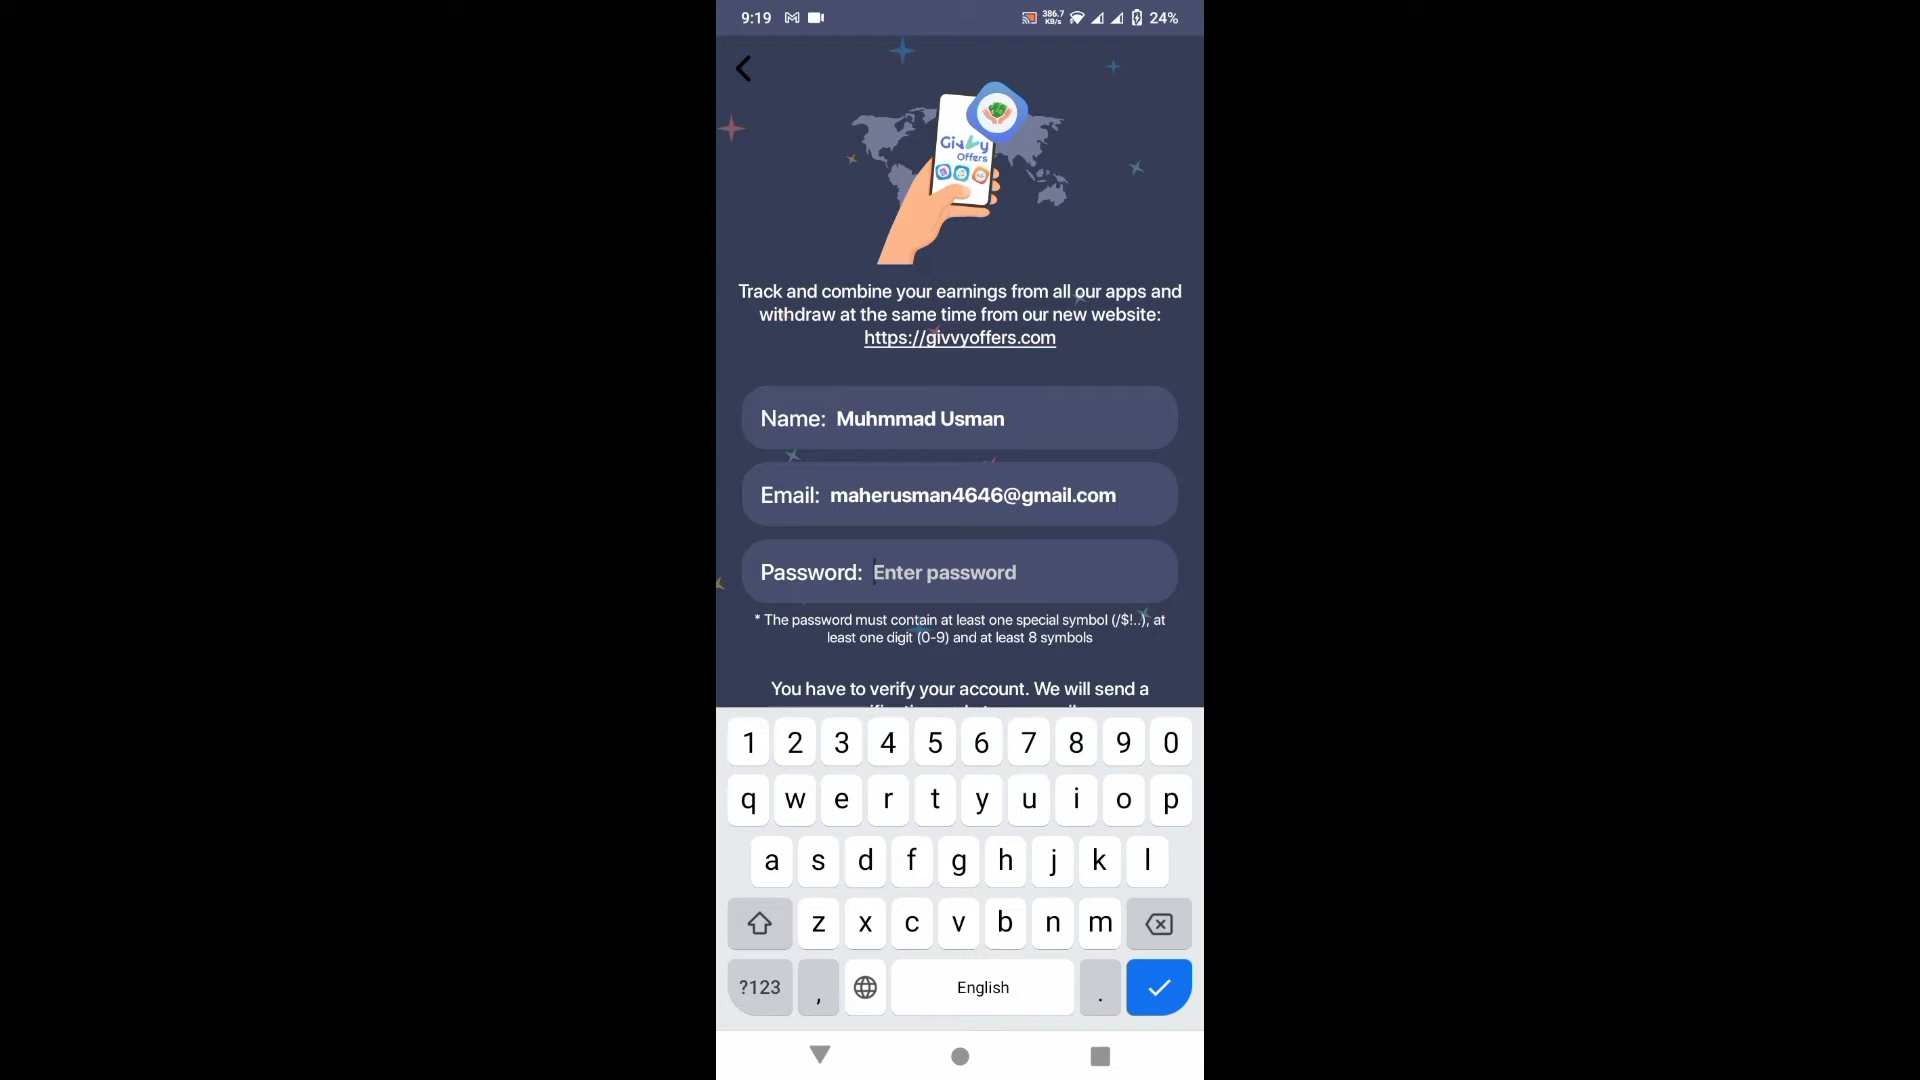 9:19
386.7
KB/s
24%
Givvy
Offers
Track and combine your earnings from all our apps and
withdraw at the same time from our new website:
https://givvyoffers.com
Name: Muhmmad Usman
Email: maherusman4646@gmail.com
Password: Enter password
* The password must contain at least one special symbol (/$!..), at
least one digit (0-9) and at least 8 symbols
You have to verify your account. We will send a
1 2 3 4 5 6 7 8 9 0
q w e r t y u i o p
a s d f g h j k l
z x c v b n m
?123 , English .